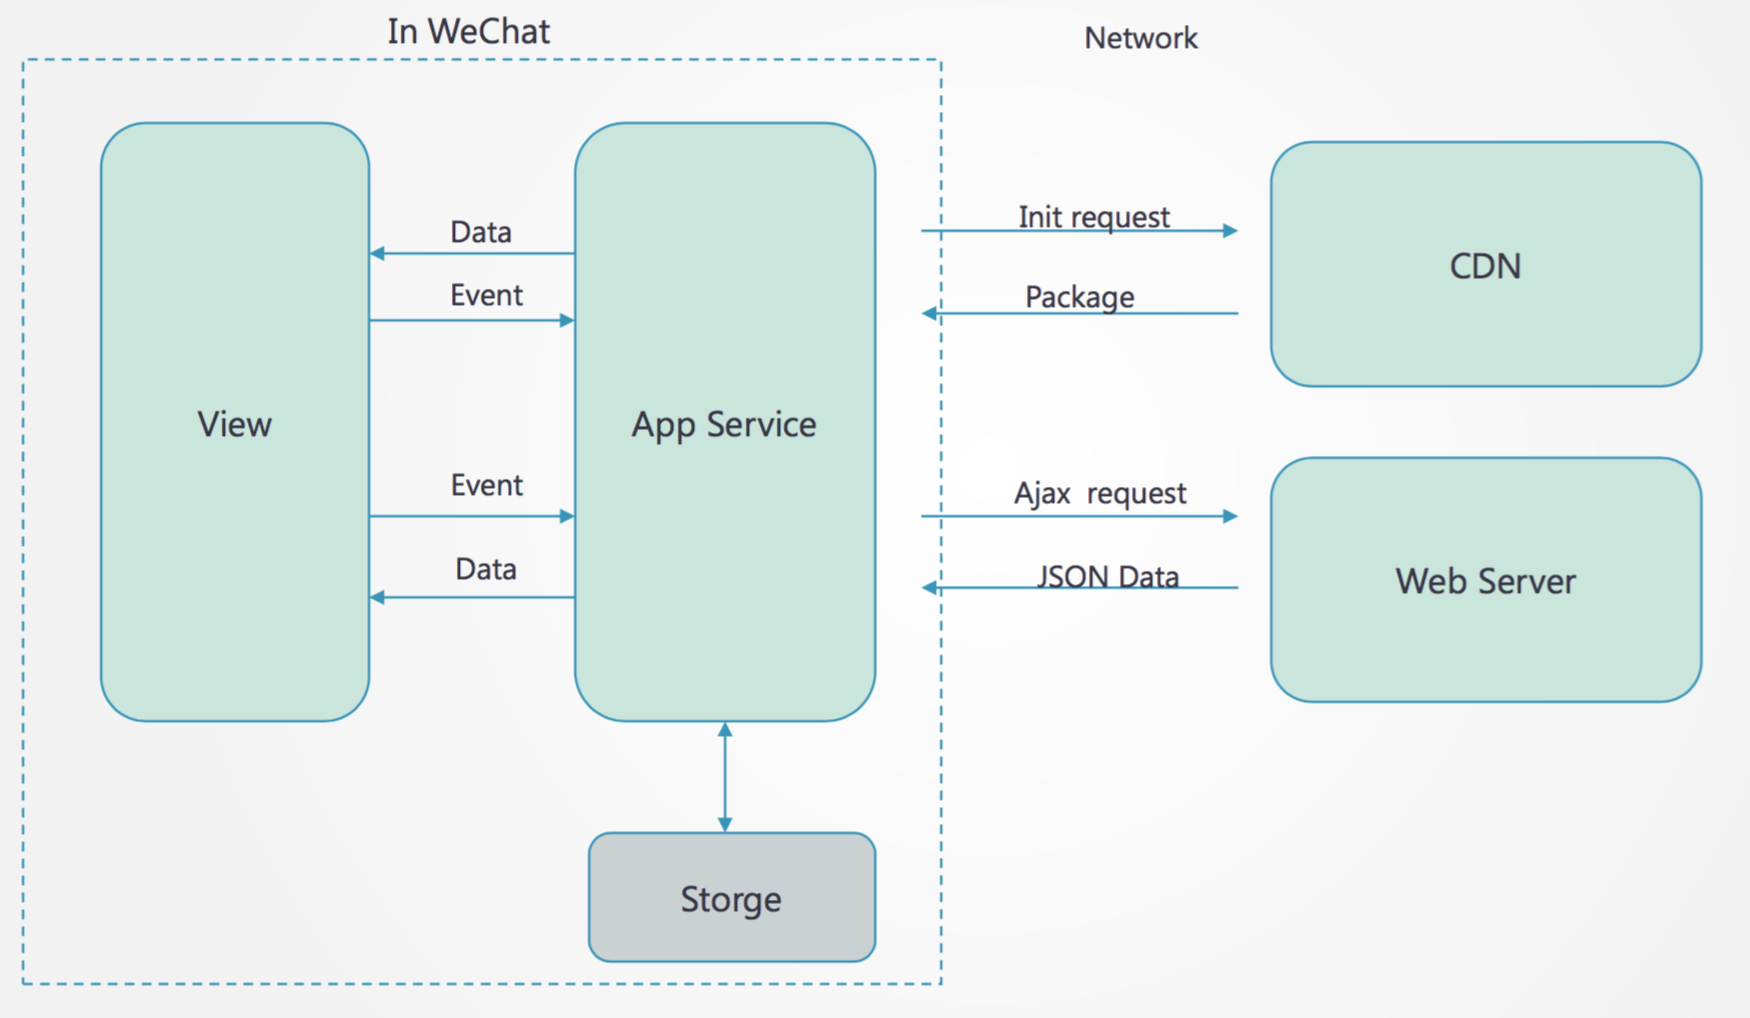 In WeChat
Network
Data
Init request
CDN
Event
Package
View
App Service
Event
Ajax request
Data
JSON Data
Web Server
Storge